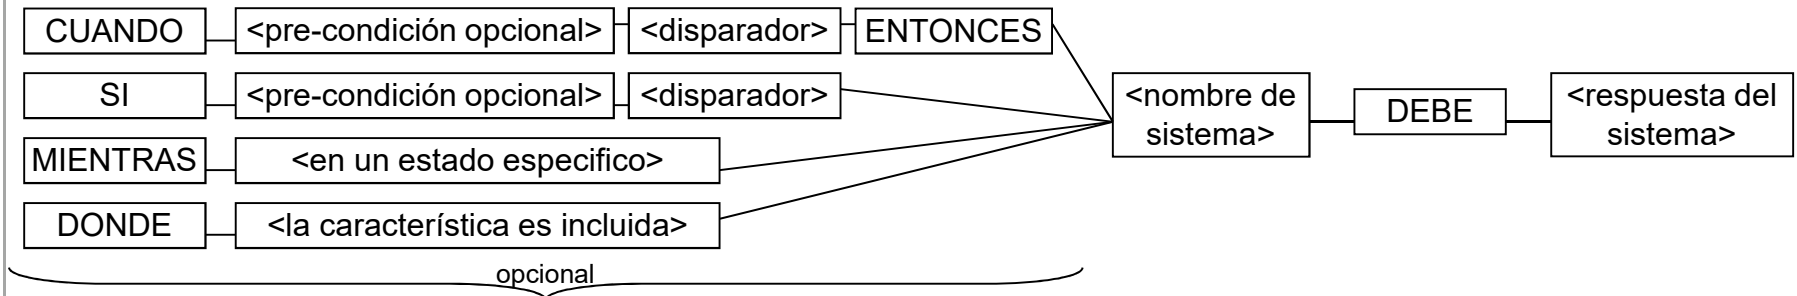 CUANDO <pre-condición opcional> <disparador> ENTONCES
SI <pre-condición opcional> <disparador>
MIENTRAS <en un estado especifico>
DONDE <la característica es incluida>
opcional
<nombre de
sistema>
DEBE
<respuesta del
sistema>